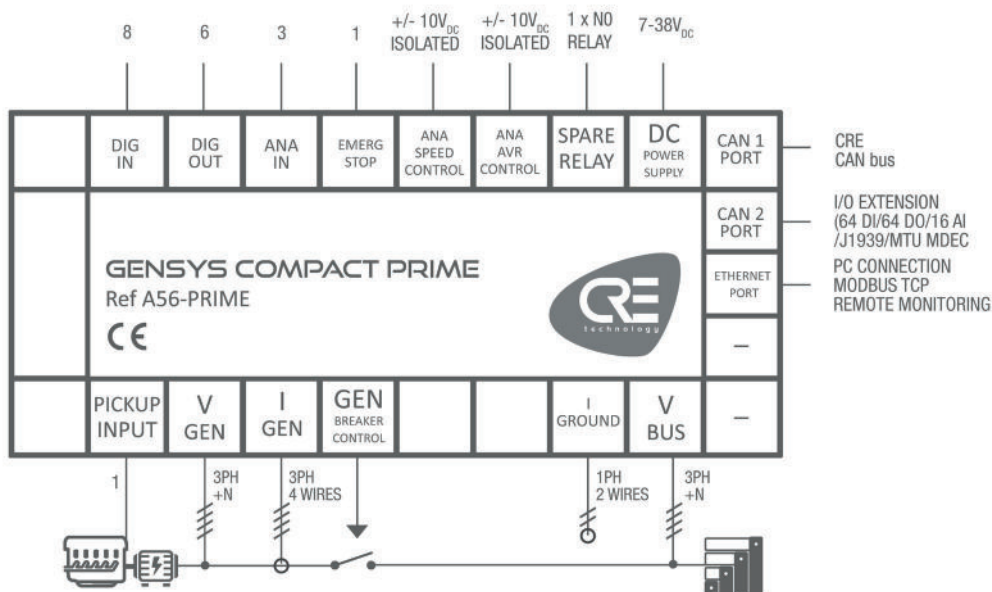 8
6
3
1
+/- 10VDC
ISOLATED
+/- 10VDC
ISOLATED
1 x NO
RELAY
7-38VDC
DIG
IN
DIG
OUT
ANA
IN
EMERG
STOP
ANA
SPEED
CONTROL
ANA
AVR
CONTROL
SPARE
RELAY
DC
POWER
SUPPLY
CAN 1
PORT
CRE
CAN bus
CAN 2
PORT
I/O EXTENSION
(64 DI/64 DO/16 AI
/J1939/MTU MDEC
ETHERNET
PORT
PC CONNECTION
MODBUS TCP
REMOTE MONITORING
GENSYS COMPACT PRIME
Ref A56-PRIME
CE
CRE
technology
–
PICKUP
INPUT
V
GEN
I
GEN
GEN
BREAKER
CONTROL
I
GROUND
V
BUS
–
1
3PH
+N
3PH
4 WIRES
1PH
2 WIRES
3PH
+N